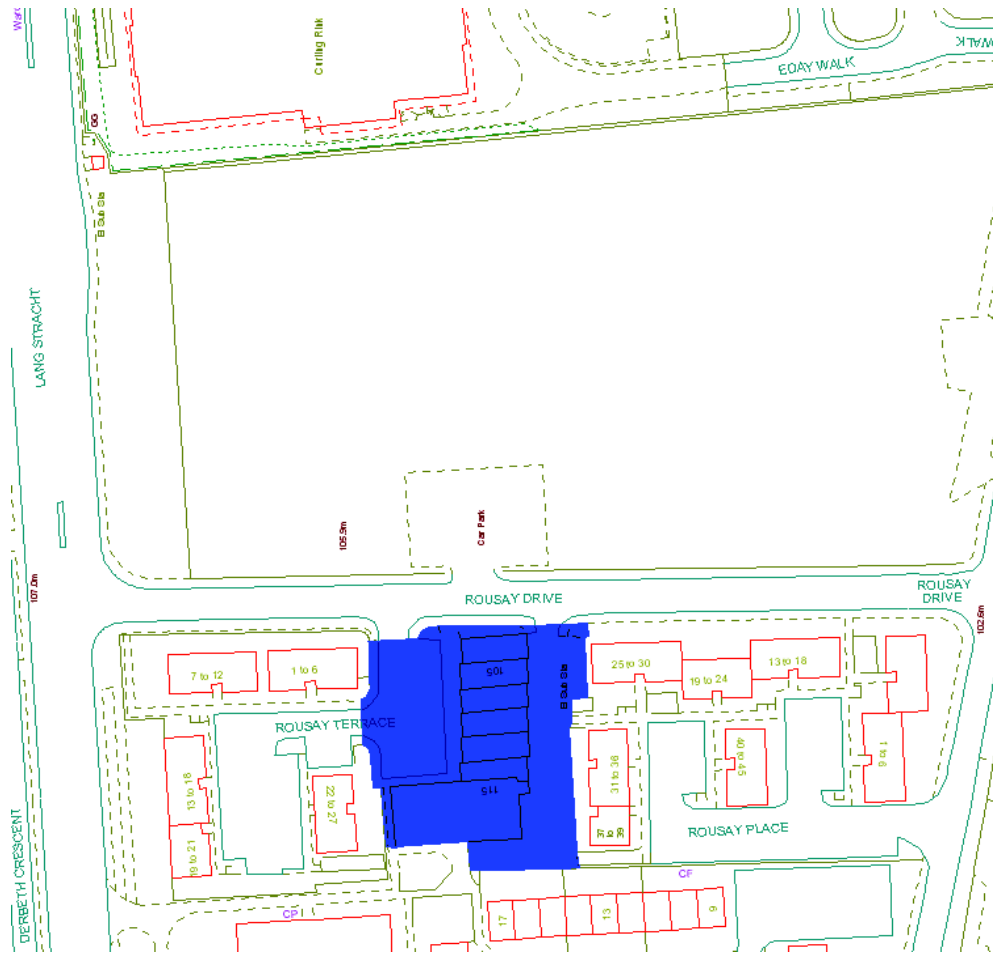 Curling Rink
EDAY WALK
WALK
El Sub Sta
LANG STRACHT
105.9m
Car Park
107.0m
ROUSAY DRIVE
ROUSAY
DRIVE
102.6m
7 to 12
1 to 6
105
El Sub Sta
25 to 30
19 to 24
13 to 18
ROUSAY TERRACE
13 to 18
19 to 21
22 to 27
115
31 to 36
37 to 39
40 to 45
1 to 6
ROUSAY PLACE
DERBETH CRESCENT
CP
CF
17
13
9